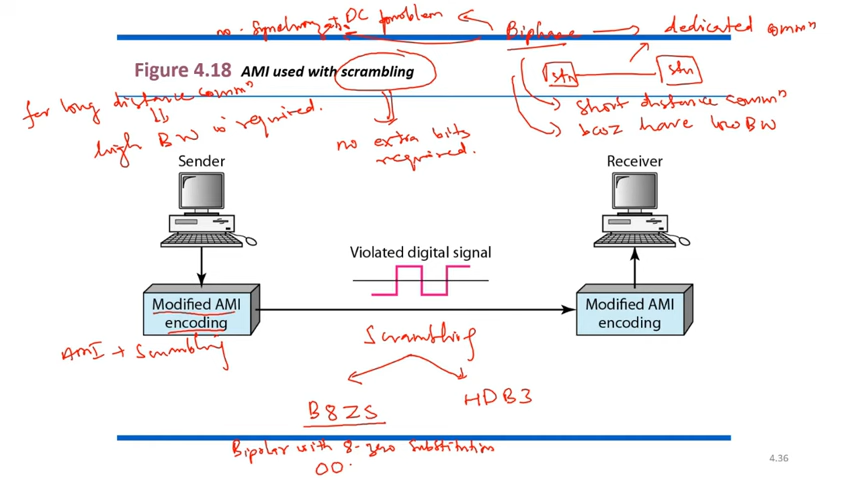 no. Synchronizatn DC problem
Biphase
dedicated commn
Figure 4.18 AMI used with scrambling
stn
stn
for long distance commn
high BW is required.
no extra bits
required.
short distance commn
bcoz have low BW
Sender
Receiver
Violated digital signal
Modified AMI
encoding
Modified AMI
encoding
AMI + Scrambling
Scrambling
B8ZS
HDB3
Bipolar with 8-zero substitution
00
4.36